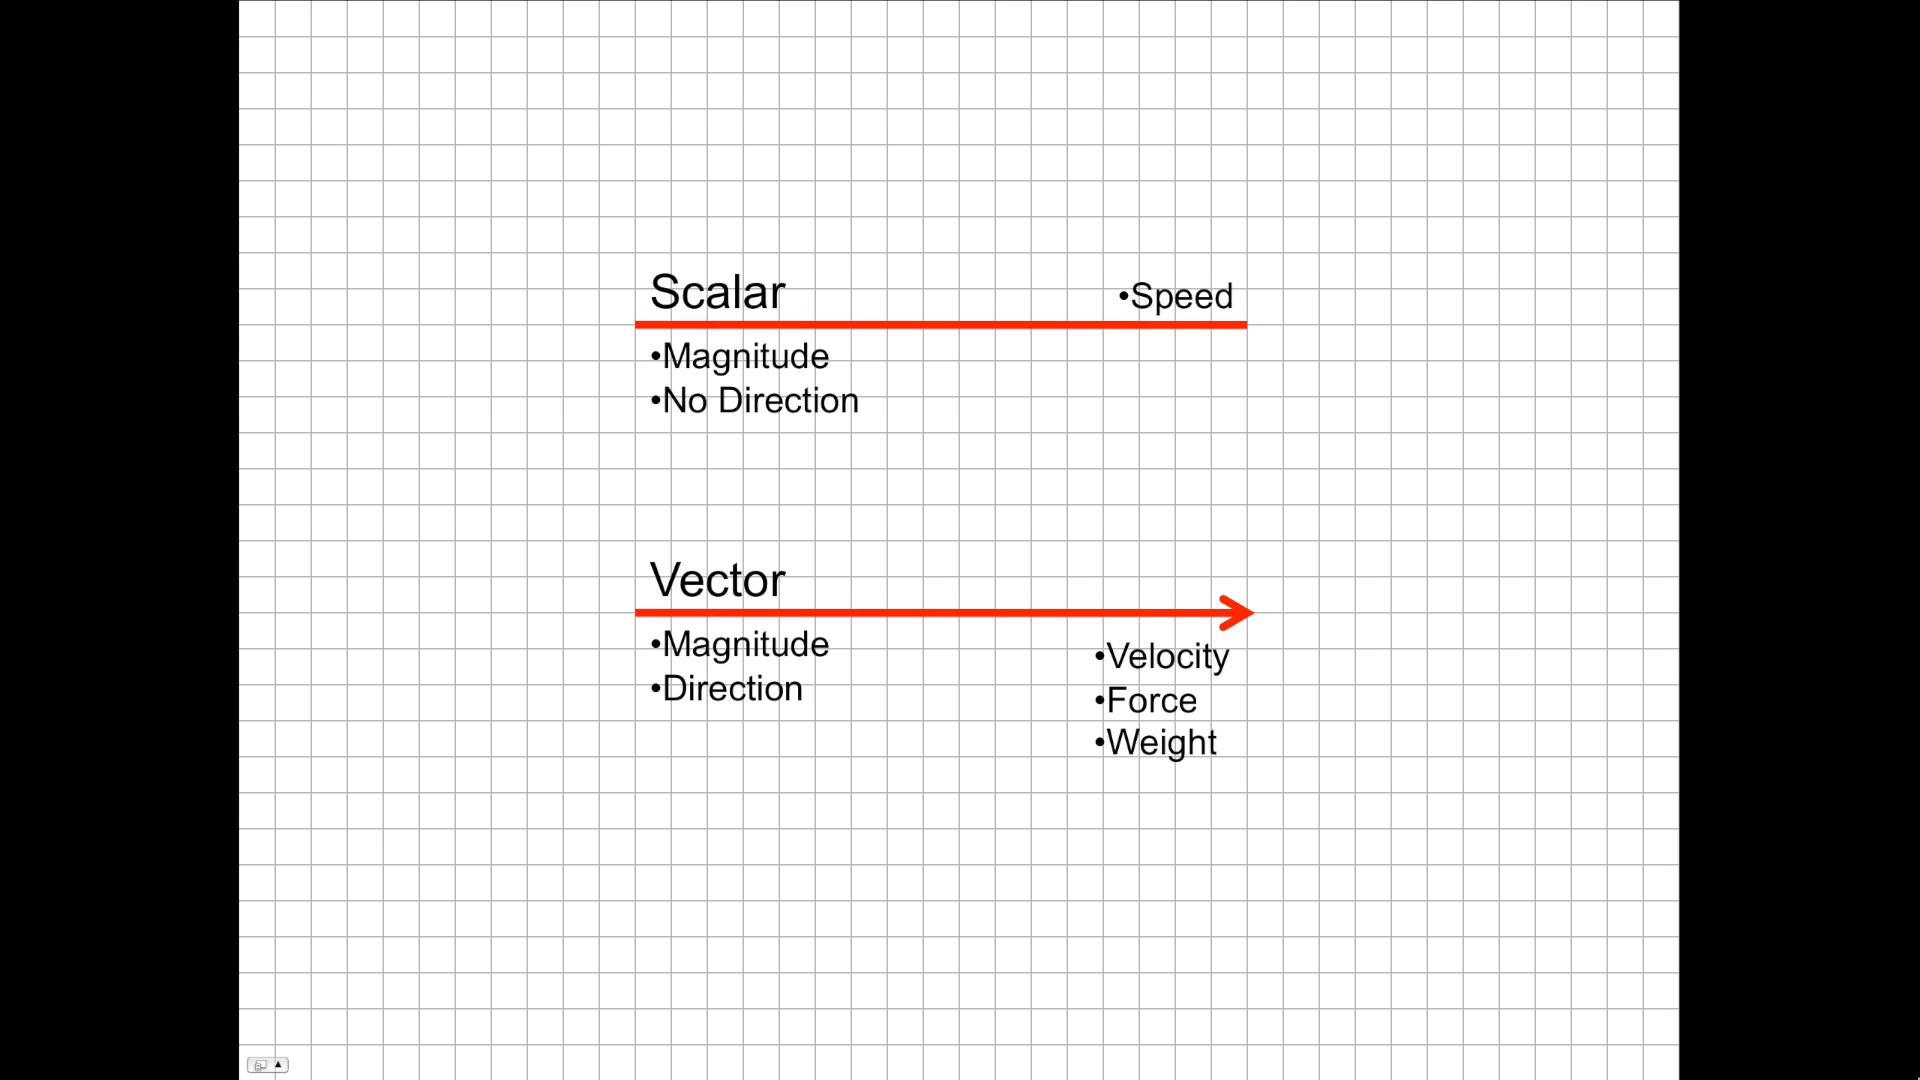 Scalar
•Speed
•Magnitude
•No Direction
Vector
•Magnitude
•Direction
•Velocity
•Force
•Weight